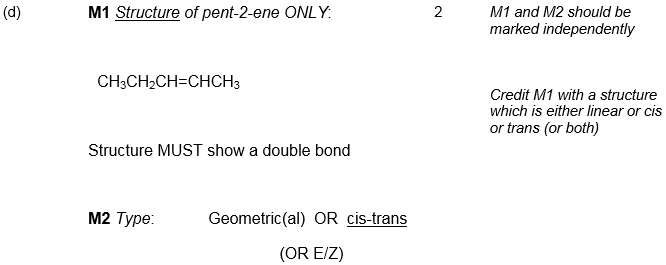 (d) M1 Structure of pent-2-ene ONLY: 2 M1 and M2 should be
marked independently
CH₃CH₂CH=CHCH₃
Credit M1 with a structure
which is either linear or cis
or trans (or both)
Structure MUST show a double bond
M2 Type: Geometric(al) OR cis-trans
(OR E/Z)